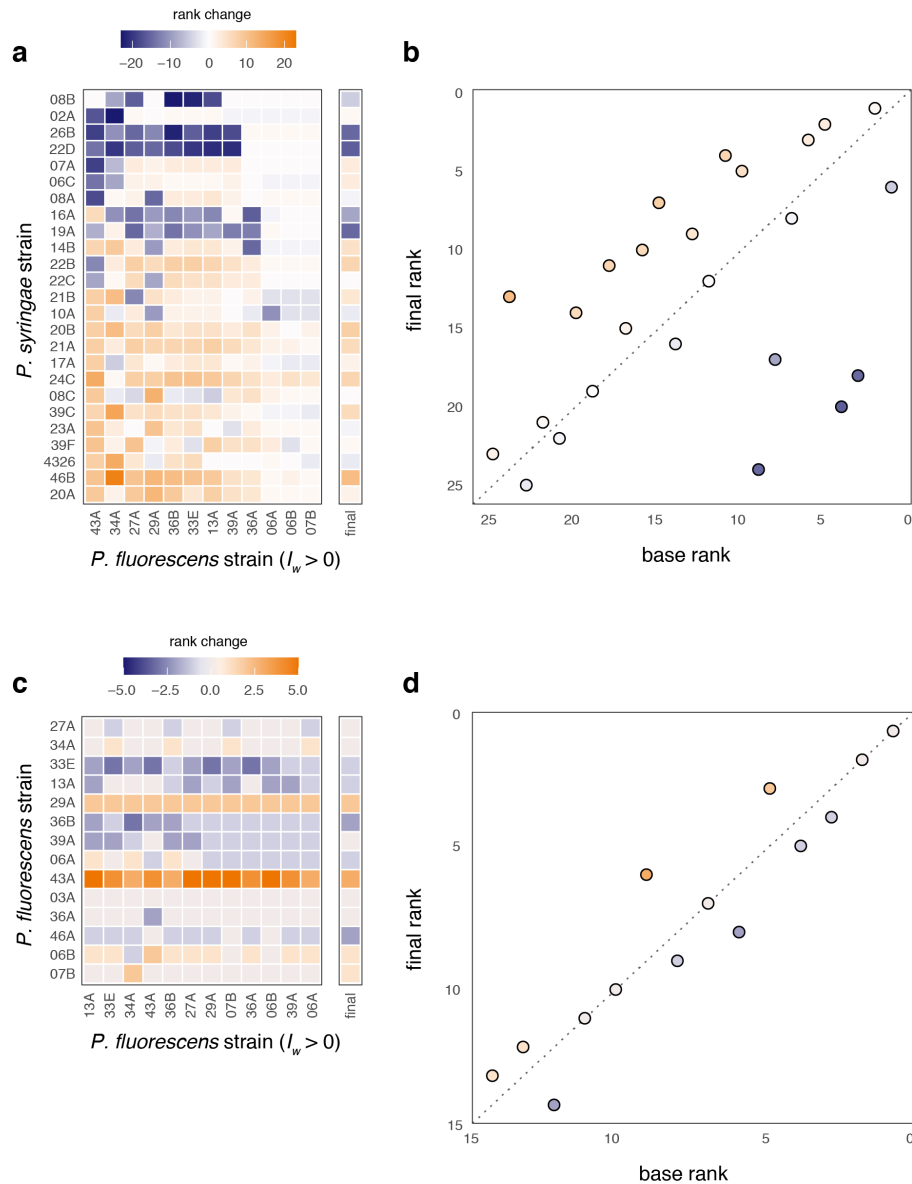 rank change
−20 −10 0 10 20
a
08B
02A
26B
22D
07A
06C
08A
16A
19A
14B
22B
22C
21B
10A
20B
21A
17A
24C
08C
39C
23A
39F
4326
46B
20A
P. syringae strain
43A 34A 27A 29A 36B 33E 13A 39A 36A 06A 06B 07B final
P. fluorescens strain (Iw > 0)
b
0
5
10
15
20
25
final rank
25 20 15 10 5 0
base rank
rank change
−5.0 −2.5 0.0 2.5 5.0
c
27A
34A
33E
13A
29A
36B
39A
06A
43A
03A
36A
46A
06B
07B
P. fluorescens strain
13A 33E 34A 43A 36B 27A 29A 07B 36A 06B 39A 06A final
P. fluorescens strain (Iw > 0)
d
0
5
10
15
final rank
15 10 5 0
base rank